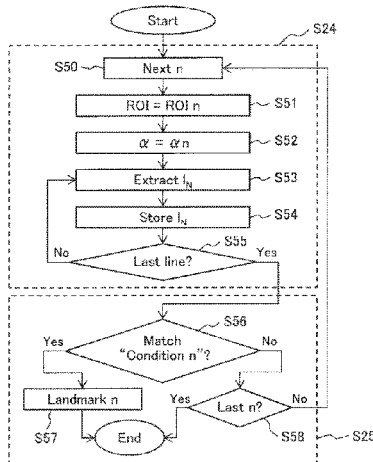 Start
S24
S50
Next n
ROI = ROI n
S51
α = α n
S52
Extract I_N
S53
Store I_N
S54
S55
No
Last line?
Yes
S56
Yes
Match
"Condition n"?
No
Landmark n
S57
Yes
Last n?
No
S58
End
S25